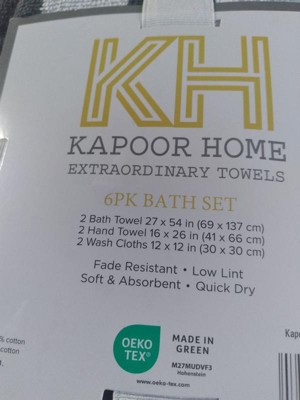 KH
KAPOOR HOME
EXTRAORDINARY TOWELS
6PK BATH SET
2 Bath Towel 27 x 54 in (69 x 137 cm)
2 Hand Towel 16 x 26 in (41 x 66 cm)
2 Wash Cloths 12 x 12 in (30 x 30 cm)
Fade Resistant • Low Lint
Soft & Absorbent • Quick Dry
% cotton
cotton
OEKO
TEX®
MADE IN
GREEN
M27MUDVF3
Hohenstein
www.oeko-tex.com
Kapo